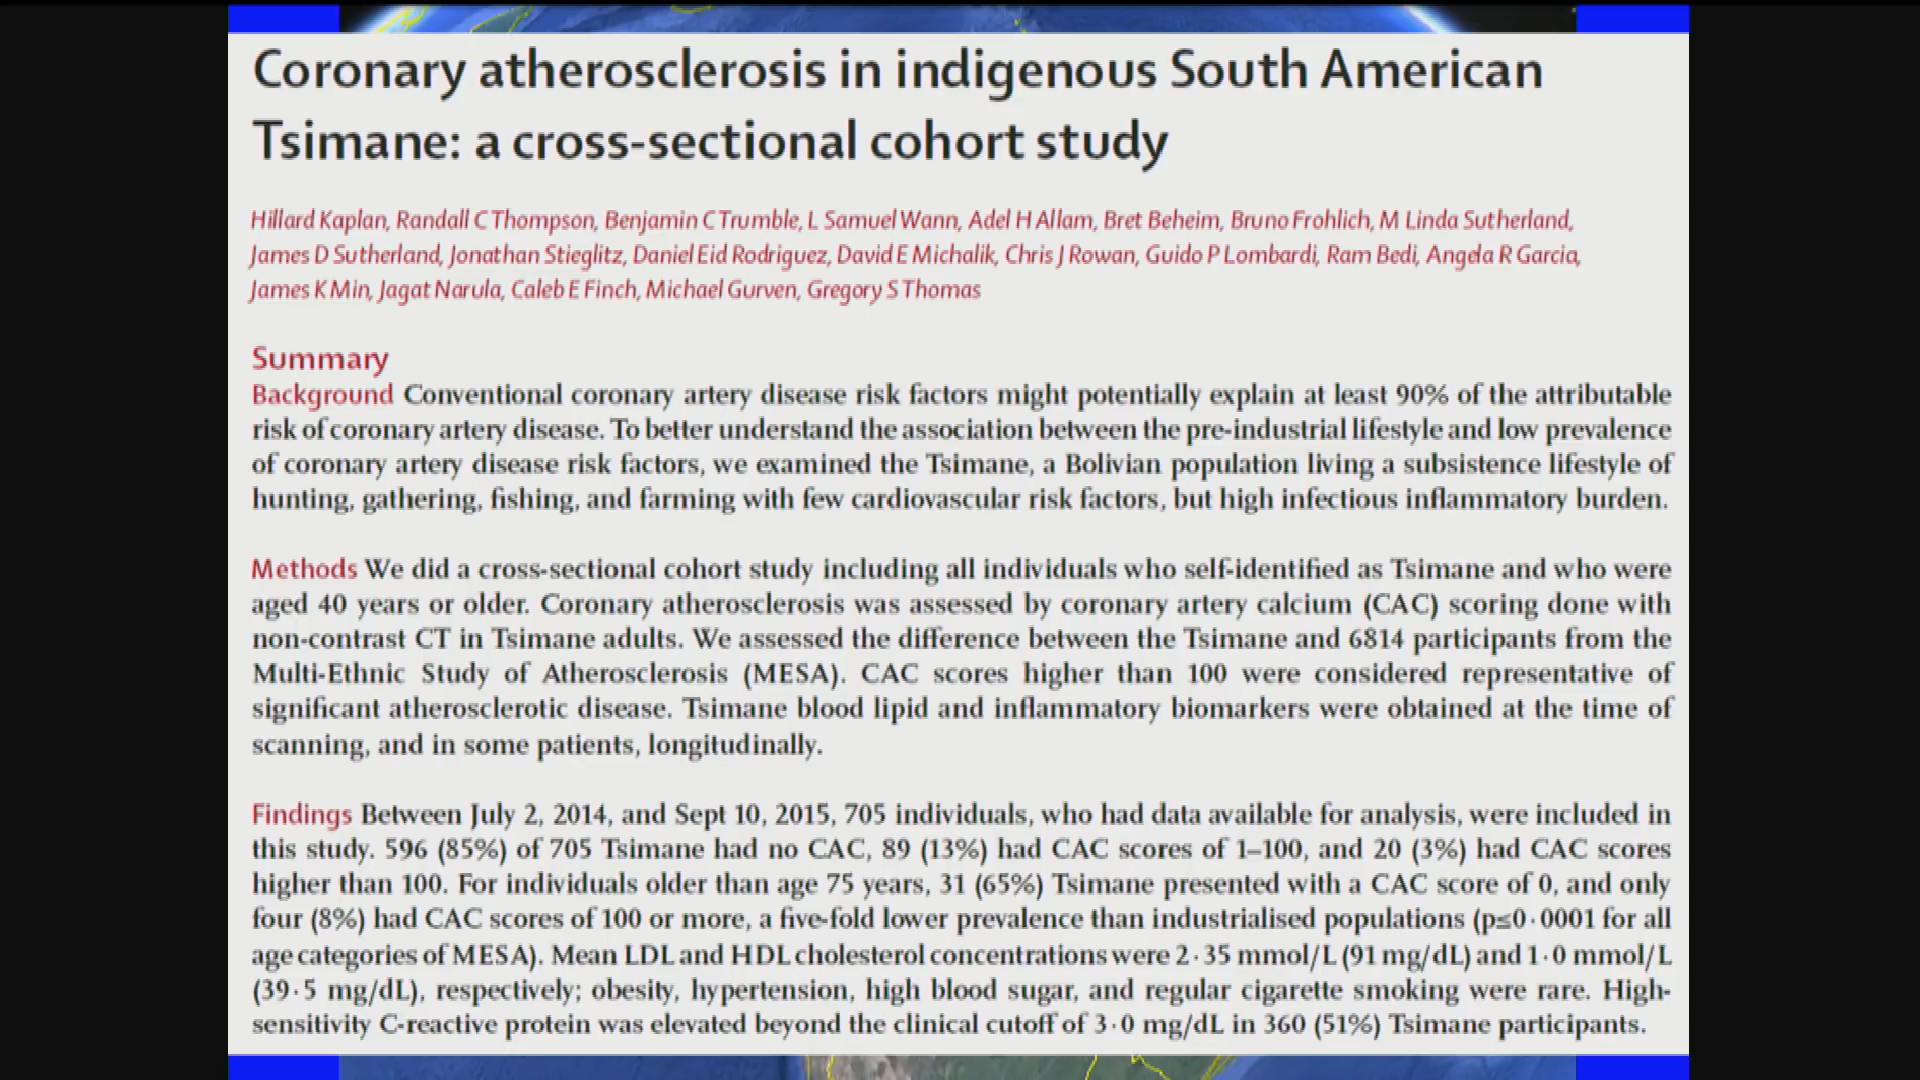 Coronary atherosclerosis in indigenous South American
Tsimane: a cross-sectional cohort study
Hillard Kaplan, Randall C Thompson, Benjamin C Trumble, L Samuel Wann, Adel H Allam, Bret Beheim, Bruno Frohlich, M Linda Sutherland,
James D Sutherland, Jonathan Stieglitz, Daniel Eid Rodriguez, David E Michalik, Chris J Rowan, Guido P Lombardi, Ram Bedi, Angela R Garcia,
James K Min, Jagat Narula, Caleb E Finch, Michael Gurven, Gregory S Thomas
Summary
Background Conventional coronary artery disease risk factors might potentially explain at least 90% of the attributable
risk of coronary artery disease. To better understand the association between the pre-industrial lifestyle and low prevalence
of coronary artery disease risk factors, we examined the Tsimane, a Bolivian population living a subsistence lifestyle of
hunting, gathering, fishing, and farming with few cardiovascular risk factors, but high infectious inflammatory burden.
Methods We did a cross-sectional cohort study including all individuals who self-identified as Tsimane and who were
aged 40 years or older. Coronary atherosclerosis was assessed by coronary artery calcium (CAC) scoring done with
non-contrast CT in Tsimane adults. We assessed the difference between the Tsimane and 6814 participants from the
Multi-Ethnic Study of Atherosclerosis (MESA). CAC scores higher than 100 were considered representative of
significant atherosclerotic disease. Tsimane blood lipid and inflammatory biomarkers were obtained at the time of
scanning, and in some patients, longitudinally.
Findings Between July 2, 2014, and Sept 10, 2015, 705 individuals, who had data available for analysis, were included in
this study. 596 (85%) of 705 Tsimane had no CAC, 89 (13%) had CAC scores of 1–100, and 20 (3%) had CAC scores
higher than 100. For individuals older than age 75 years, 31 (65%) Tsimane presented with a CAC score of 0, and only
four (8%) had CAC scores of 100 or more, a five-fold lower prevalence than industrialised populations (p≤0·0001 for all
age categories of MESA). Mean LDL and HDL cholesterol concentrations were 2·35 mmol/L (91 mg/dL) and 1·0 mmol/L
(39·5 mg/dL), respectively; obesity, hypertension, high blood sugar, and regular cigarette smoking were rare. High-
sensitivity C-reactive protein was elevated beyond the clinical cutoff of 3·0 mg/dL in 360 (51%) Tsimane participants.